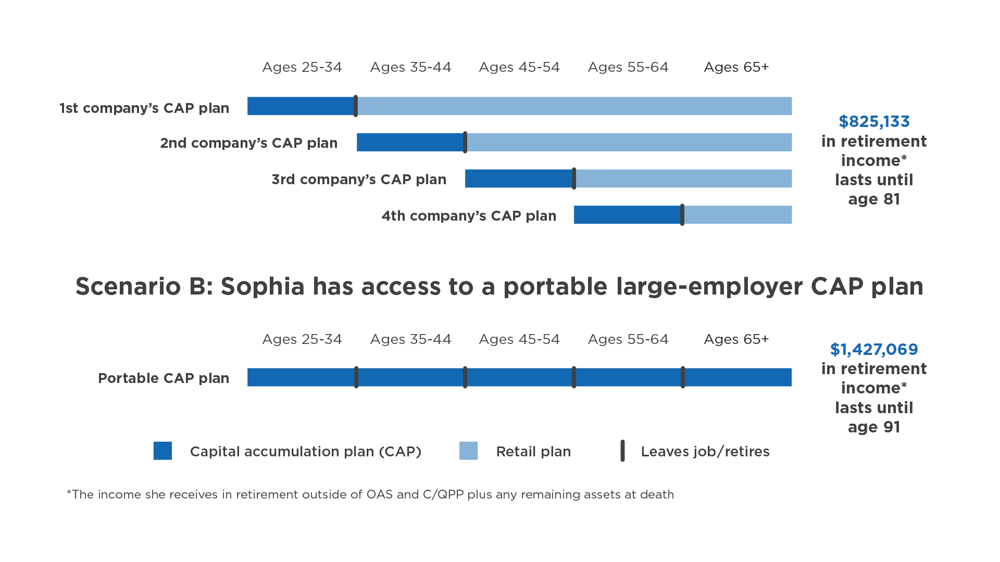 Ages 25-34 Ages 35-44 Ages 45-54 Ages 55-64 Ages 65+
1st company’s CAP plan
2nd company’s CAP plan
3rd company’s CAP plan
4th company’s CAP plan
$825,133
in retirement
income*
lasts until
age 81
Scenario B: Sophia has access to a portable large-employer CAP plan
Ages 25-34 Ages 35-44 Ages 45-54 Ages 55-64 Ages 65+
Portable CAP plan
$1,427,069
in retirement
income*
lasts until
age 91
Capital accumulation plan (CAP) Retail plan Leaves job/retires
*The income she receives in retirement outside of OAS and C/QPP plus any remaining assets at death